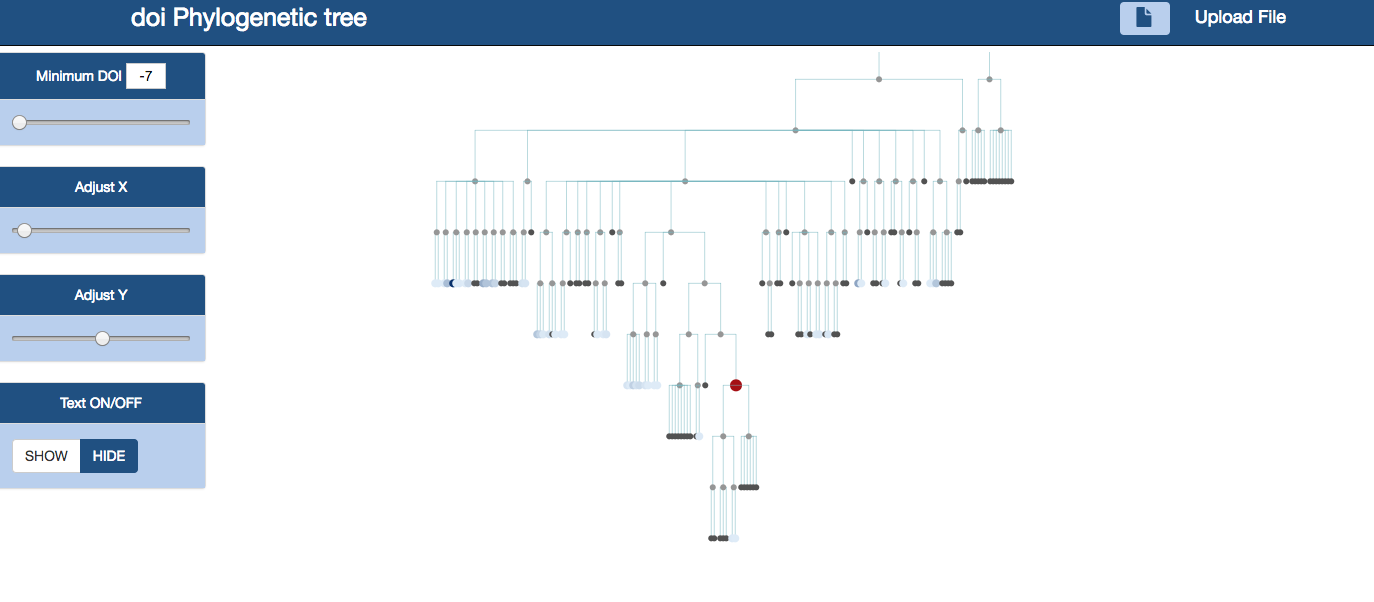 doi Phylogenetic tree
Upload File
Minimum DOI -7
Adjust X
Adjust Y
Text ON/OFF
SHOW HIDE